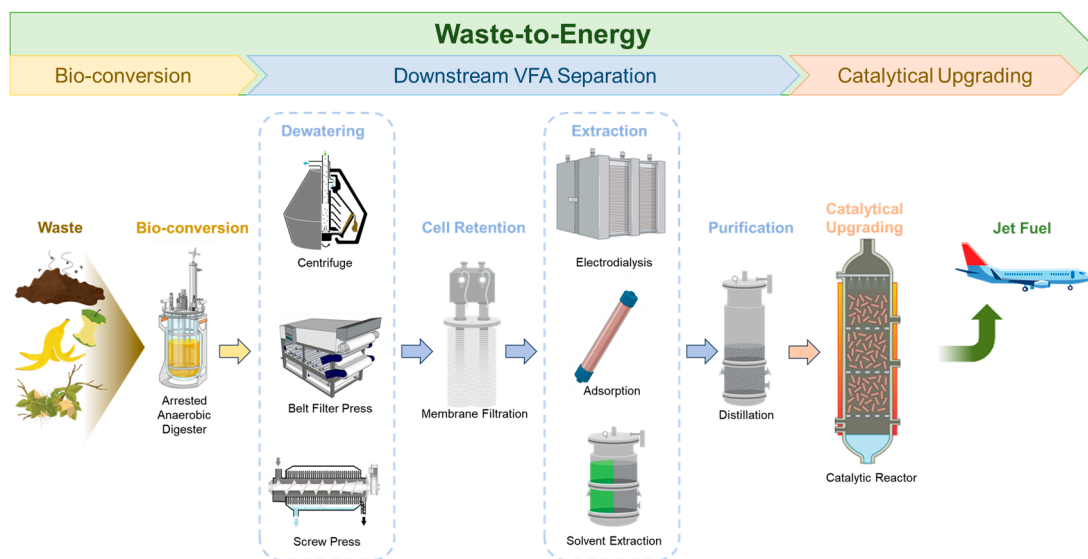 Waste-to-Energy
Bio-conversion
Downstream VFA Separation
Catalytical Upgrading
Waste
Bio-conversion
Arrested
Anaerobic
Digester
Dewatering
Centrifuge
Belt Filter Press
Screw Press
Cell Retention
Membrane Filtration
Extraction
Electrodialysis
Adsorption
Solvent Extraction
Purification
Distillation
Catalytical
Upgrading
Catalytic Reactor
Jet Fuel